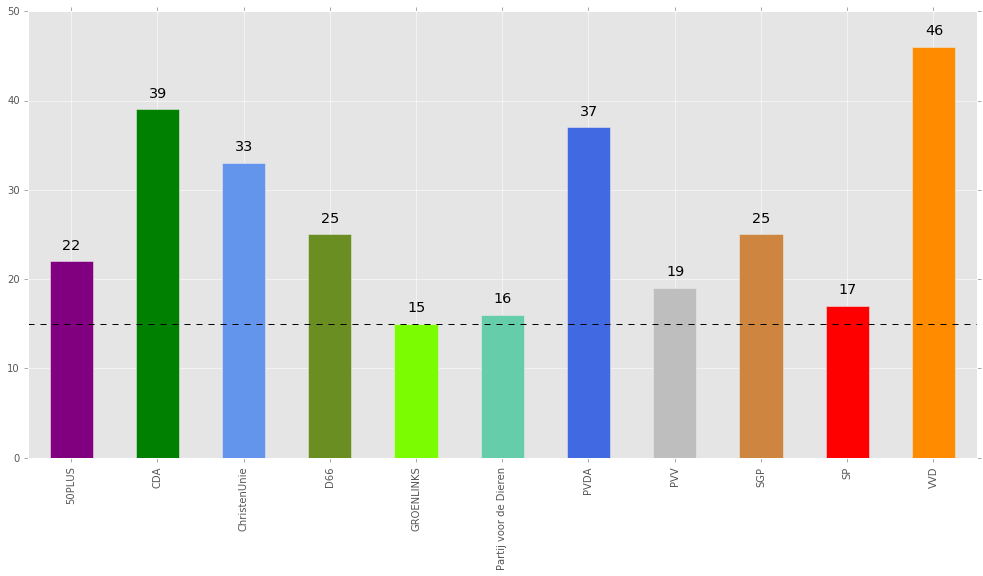 50
40
30
20
10
0
22
39
33
25
15
16
37
19
25
17
46
50PLUS
CDA
ChristenUnie
D66
GROENLINKS
Partij voor de Dieren
PVDA
PVV
SGP
SP
VVD